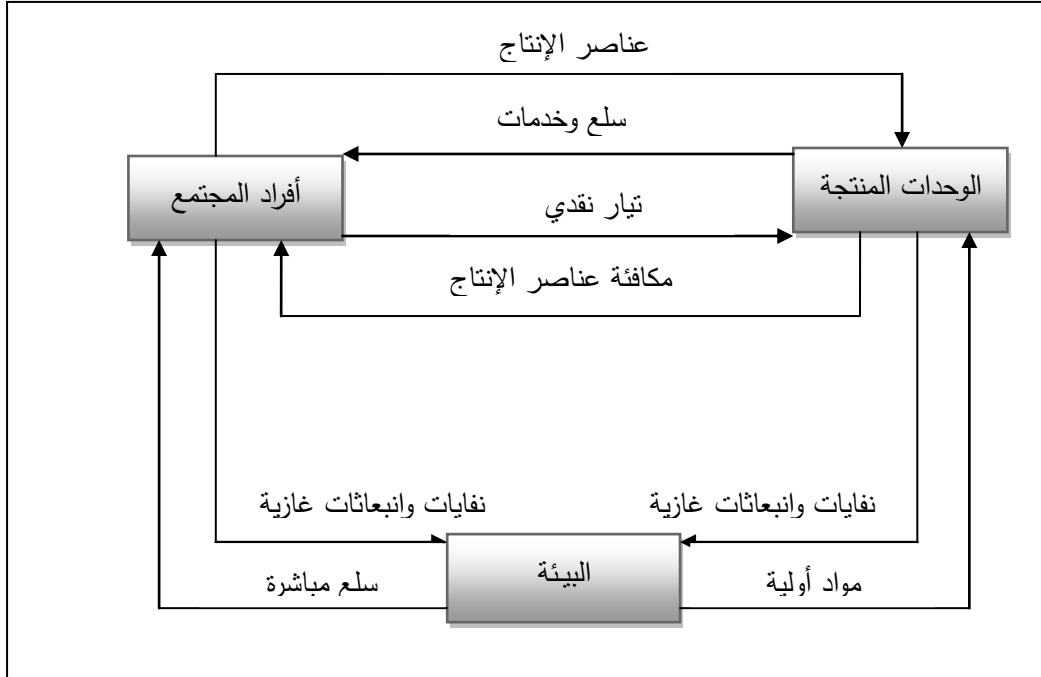 عناصر الإنتاج
سلع وخدمات
الوحدات المنتجة
أفراد المجتمع
تيار نقدي
مكافئة عناصر الإنتاج
نفايات وانبعاثات غازية
نفايات وانبعاثات غازية
البيئة
مواد أولية
سلع مباشرة